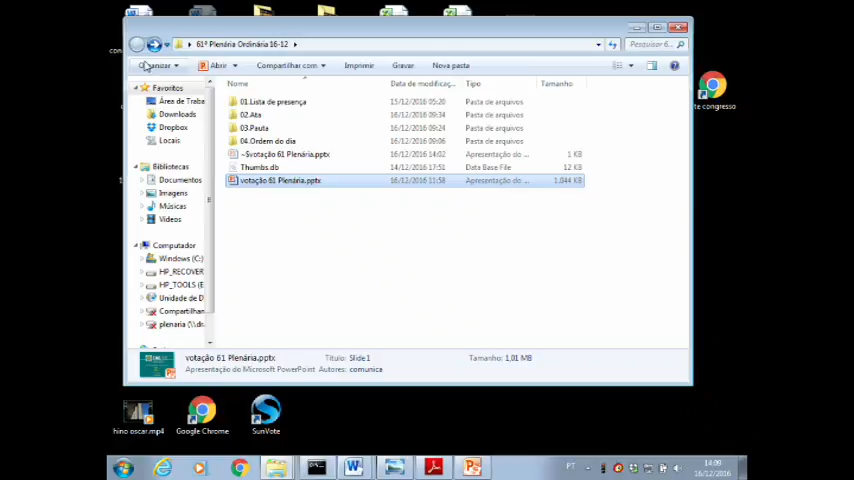 61ª Plenária Ordinária 16-12
Pesquisar 6...
Organizar Abrir Compartilhar com Imprimir Gravar Nova pasta
Nome Data de modificaç... Tipo Tamanho
Favoritos
Área de Traba
Downloads
Dropbox
Locais
Bibliotecas
Documentos
Imagens
Músicas
Vídeos
Computador
Windows (C:)
HP_RECOVER
HP_TOOLS (E
Unidade de D
Compartilhar
plenaria (\\dr
01.Lista de presença 15/12/2016 05:20 Pasta de arquivos
02.Ata 16/12/2016 09:34 Pasta de arquivos
03.Pauta 16/12/2016 09:24 Pasta de arquivos
04.Ordem do dia 16/12/2016 09:06 Pasta de arquivos
~$votação 61 Plenária.pptx 16/12/2016 14:02 Apresentação do ... 1 KB
Thumbs.db 14/12/2016 17:51 Data Base File 12 KB
votação 61 Plenária.pptx 16/12/2016 11:58 Apresentação do ... 1.044 KB
votação 61 Plenária.pptx Título: Slide 1 Tamanho: 1,01 MB
Apresentação do Microsoft PowerPoint Autores: comunica
te congresso
hino oscar.mp4
Google Chrome
SunVote
PT
14:09
16/12/2016